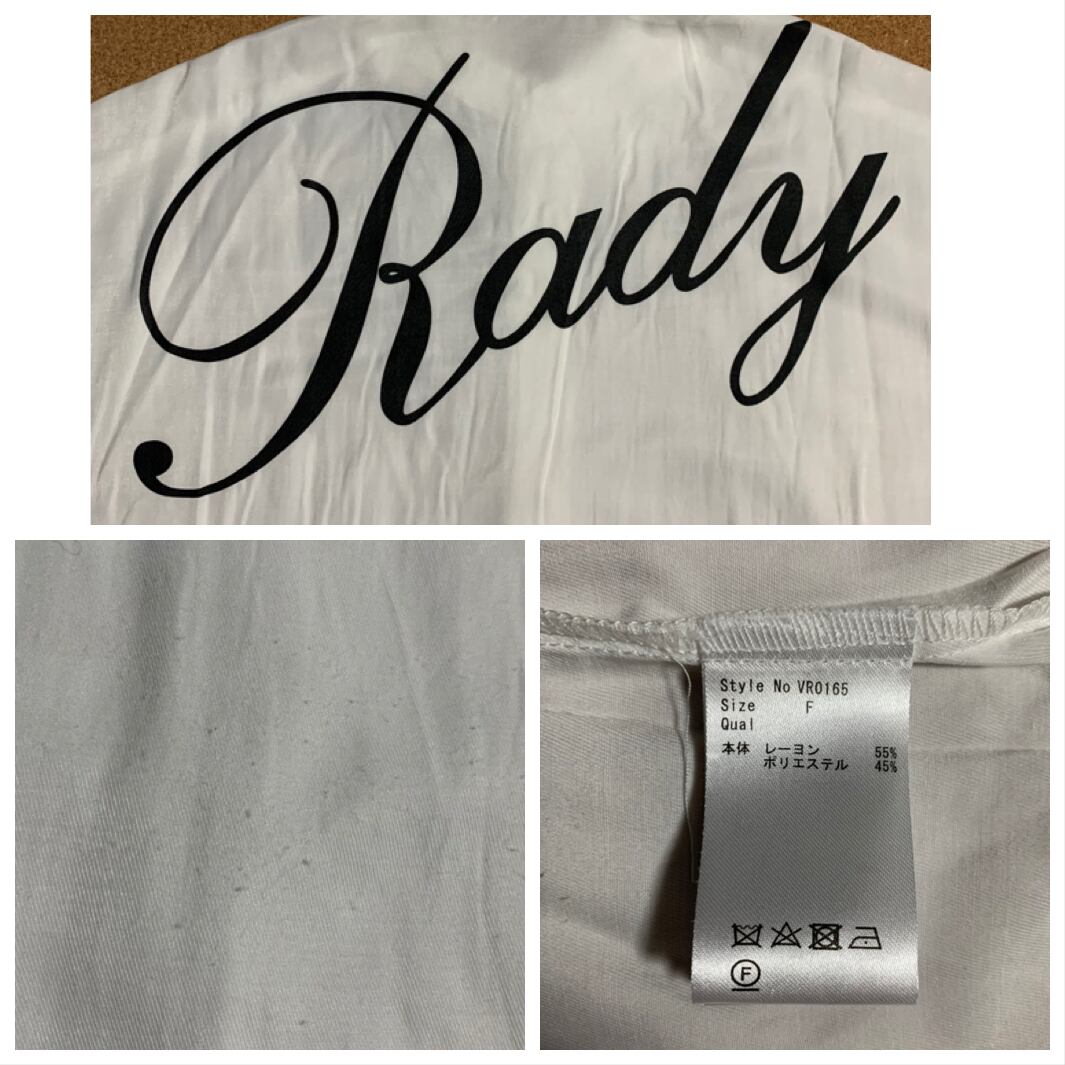 Rady
Style No VR0165
Size F
Qual
本体 レーヨン 55%
ポリエステル 45%
F